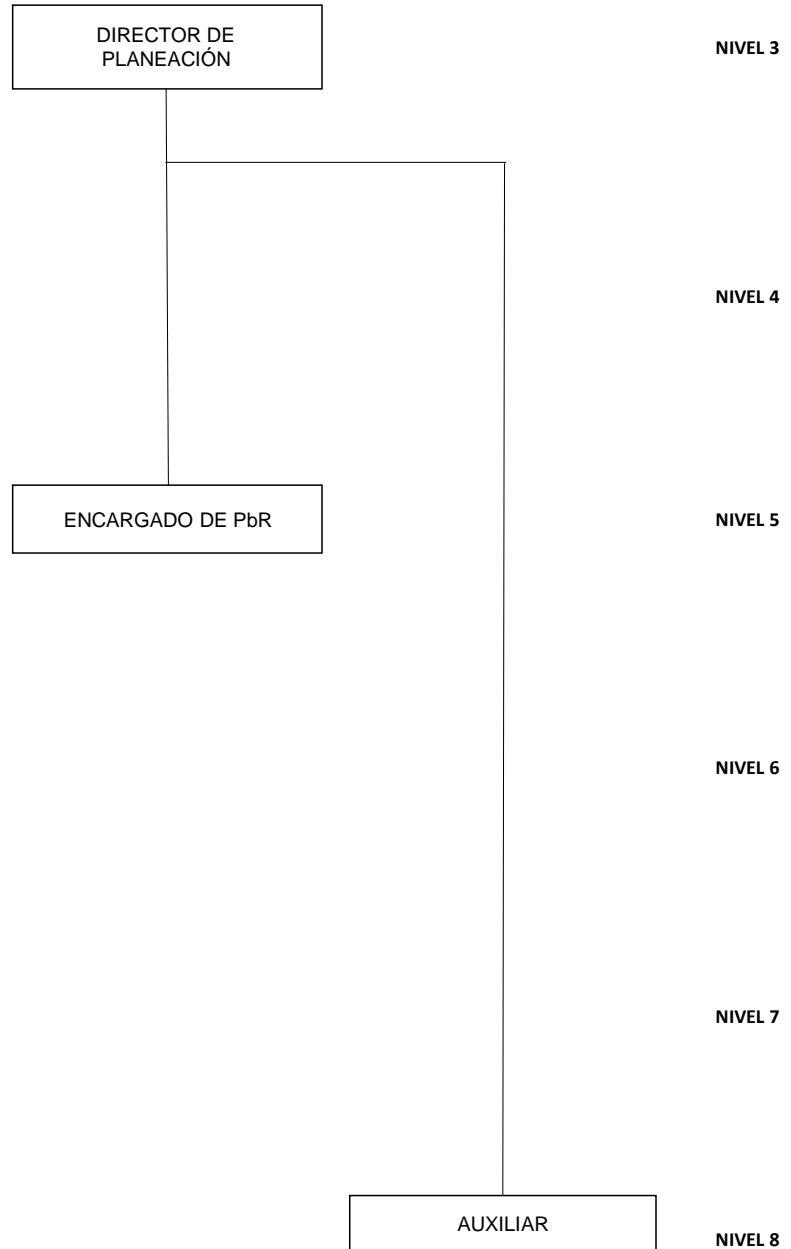 DIRECTOR DE
PLANEACIÓN
NIVEL 3
NIVEL 4
ENCARGADO DE PbR
NIVEL 5
NIVEL 6
NIVEL 7
AUXILIAR
NIVEL 8